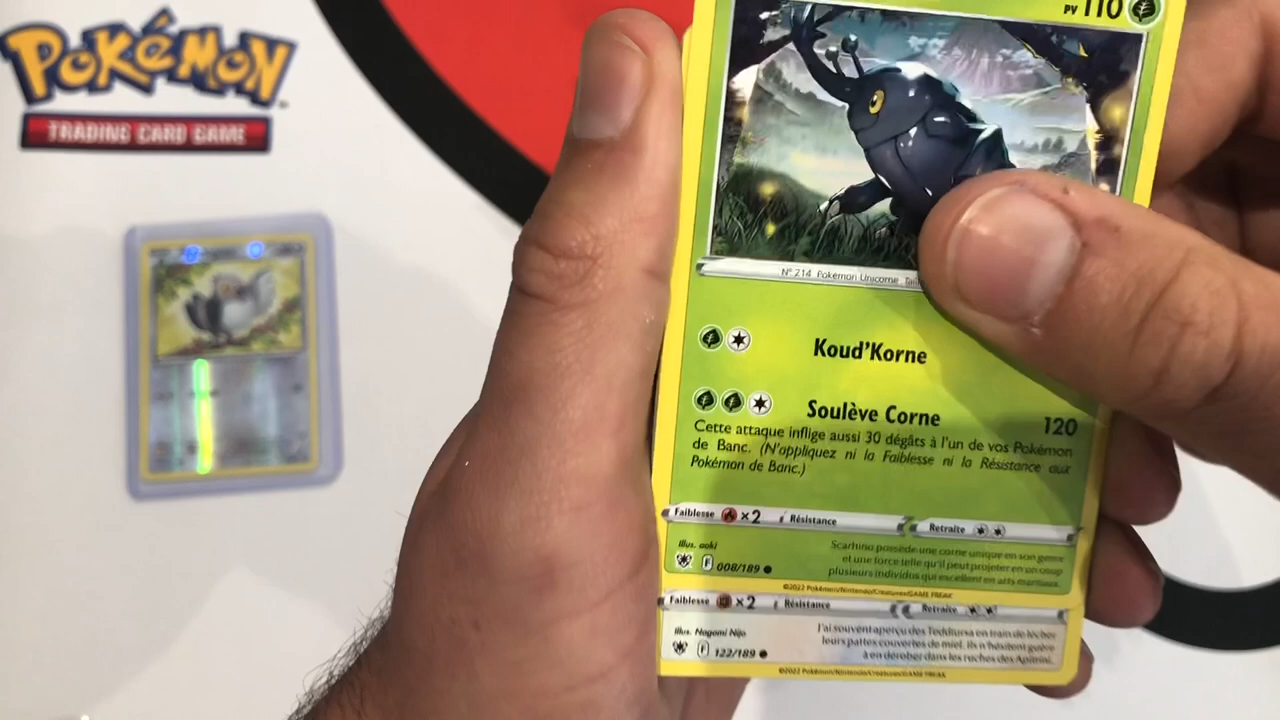 POKéMON
TRADING CARD GAME
PV 110
N° 214 Pokémon Unicorne
Koud'Korne
Soulève Corne 120
Cette attaque inflige aussi 30 dégâts à l'un de vos Pokémon
de Banc. (N'appliquez ni la Faiblesse ni la Résistance aux
Pokémon de Banc.)
Faiblesse ×2 Résistance Retraite
Illus. aoki
F 008/189
Scarhino possède une corne unique en son genre
et une force telle qu'il peut projeter en un coup
plusieurs individus qui excellent en arts martiaux.
©2022 Pokémon/Nintendo/Creatures/GAME FREAK
Faiblesse ×2 Résistance Retraite
Illus. Nagomi Nijo
F 122/189
J'ai souvent aperçu des Teddiursa en train de lécher
leurs pattes couvertes de miel. Ils n'hésitent guère
à en dérober dans les ruches des Apitrini.
©2022 Pokémon/Nintendo/Creatures/GAME FREAK